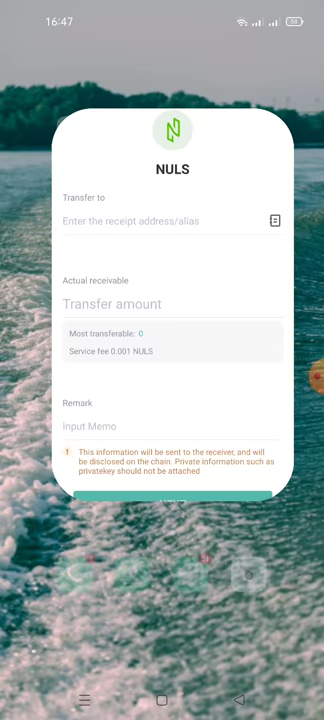 16:47
58
NULS
Transfer to
Enter the receipt address/alias
Actual receivable
Transfer amount
Most transferable: 0
Service fee 0.001 NULS
Remark
Input Memo
! This information will be sent to the receiver, and will
be disclosed on the chain. Private information such as
privatekey should not be attached